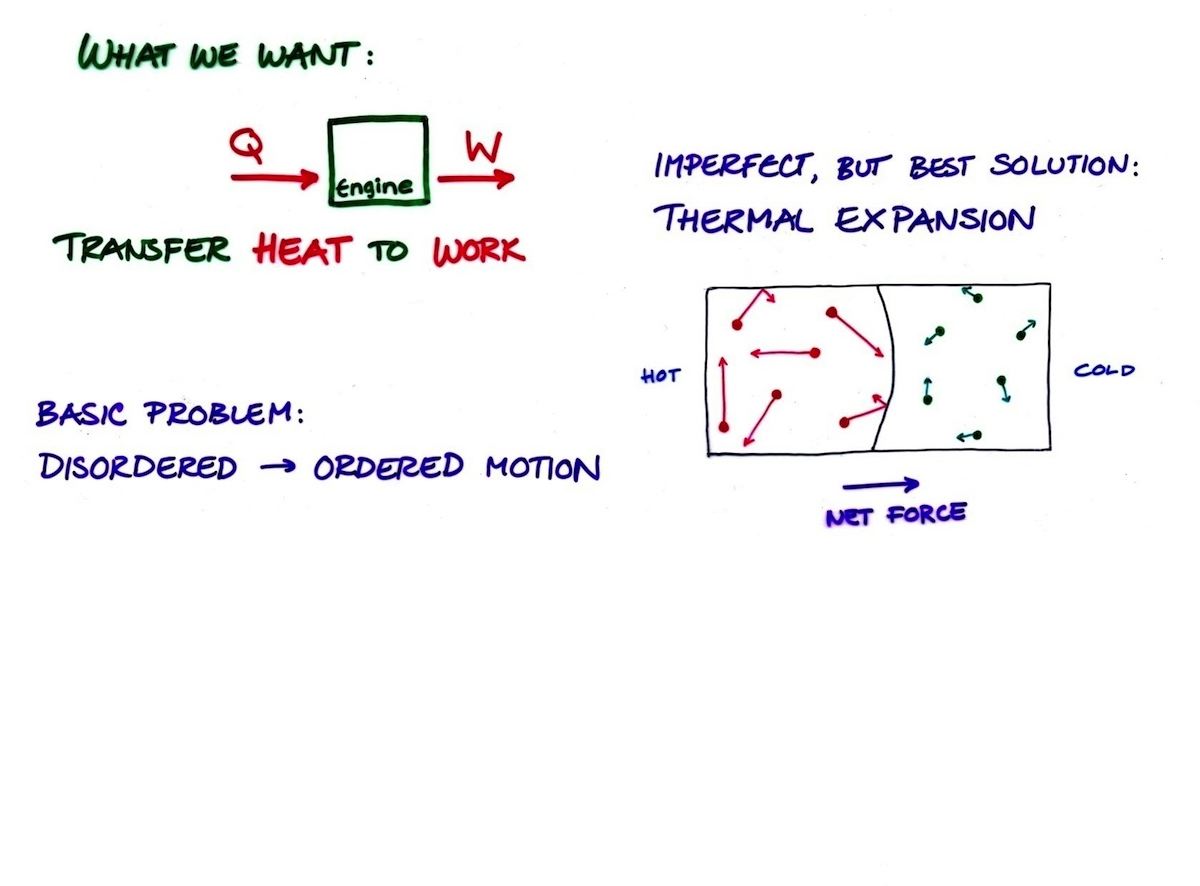 WHAT WE WANT:
Q
W
Engine
TRANSFER HEAT TO WORK
BASIC PROBLEM:
DISORDERED → ORDERED MOTION
IMPERFECT, BUT BEST SOLUTION:
THERMAL EXPANSION
HOT
COLD
NET FORCE